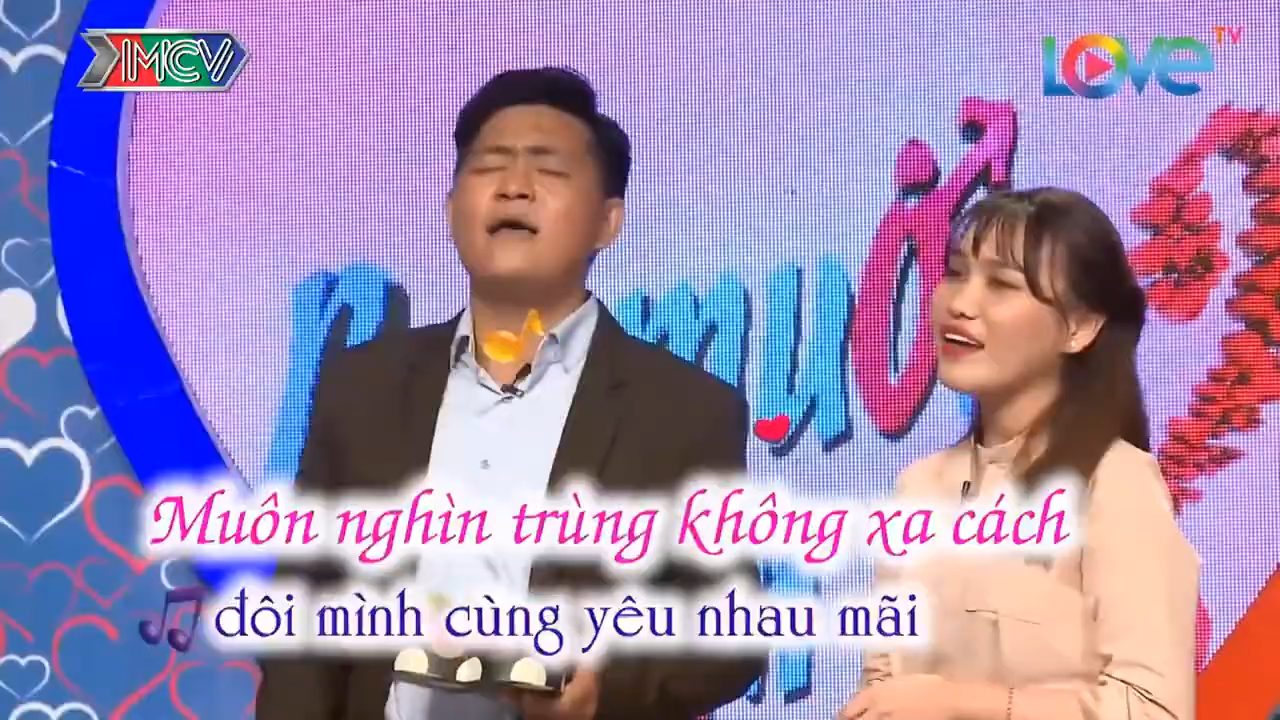 MCV
LOVE TV
Muôn nghìn trùng không xa cách
đôi mình cùng yêu nhau mãi